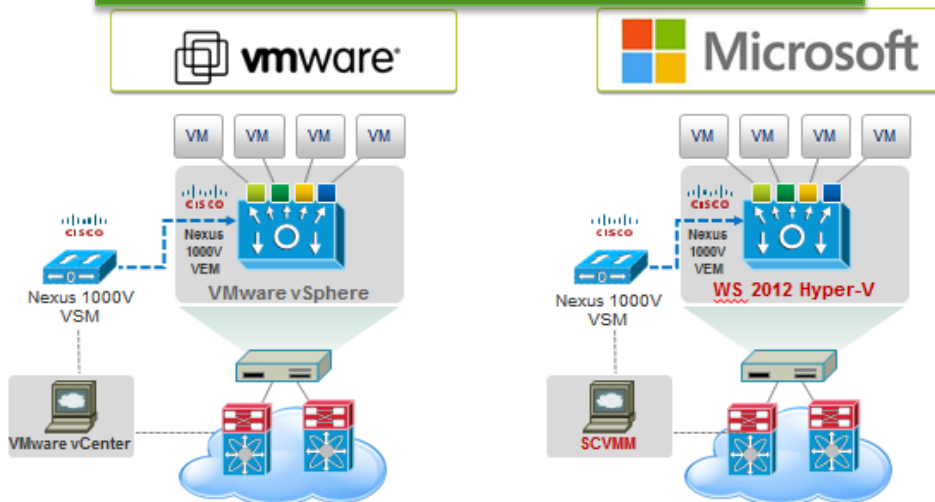 vmware®
VM
VM
VM
VM
CISCO
Nexus
1000V
VEM
VMware vSphere
CISCO
Nexus 1000V
VSM
VMware vCenter
Microsoft
VM
VM
VM
VM
CISCO
Nexus
1000V
VEM
WS 2012 Hyper-V
CISCO
Nexus 1000V
VSM
SCVMM